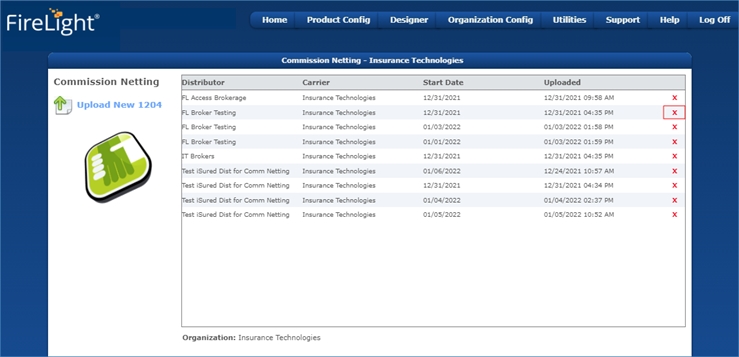 FireLight®
Home Product Config Designer Organization Config Utilities Support Help Log Off
Commission Netting - Insurance Technologies
Commission Netting
Upload New 1204
Distributor Carrier Start Date Uploaded
FL Access Brokerage Insurance Technologies 12/31/2021 12/31/2021 09:58 AM X
FL Broker Testing Insurance Technologies 12/31/2021 12/31/2021 04:35 PM X
FL Broker Testing Insurance Technologies 01/03/2022 01/03/2022 01:58 PM X
FL Broker Testing Insurance Technologies 01/01/2022 01/03/2022 01:59 PM X
IT Brokers Insurance Technologies 12/31/2021 12/31/2021 04:35 PM X
Test iSured Dist for Comm Netting Insurance Technologies 01/06/2022 12/24/2021 10:57 AM X
Test iSured Dist for Comm Netting Insurance Technologies 12/31/2021 12/31/2021 04:34 PM X
Test iSured Dist for Comm Netting Insurance Technologies 01/04/2022 01/04/2022 02:37 PM X
Test iSured Dist for Comm Netting Insurance Technologies 01/05/2022 01/05/2022 10:52 AM X
Organization: Insurance Technologies